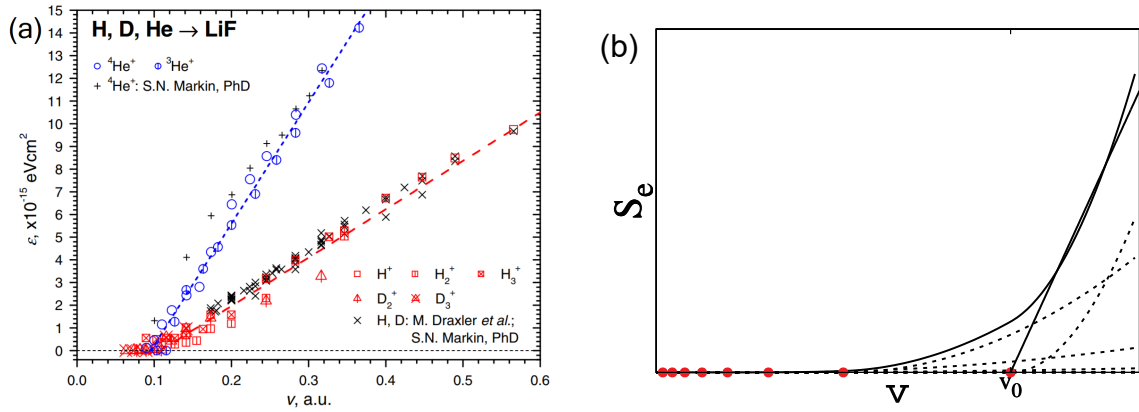 (a)
H, D, He → LiF
⁴He⁺ ³He⁺
⁴He⁺: S.N. Markin, PhD
ε, x10⁻¹⁵ eVcm²
15
14
13
12
11
10
9
8
7
6
5
4
3
2
1
0
H⁺ H₂⁺ H₃⁺
D₂⁺ D₃⁺
H, D: M. Draxler et al.;
S.N. Markin, PhD
0.0 0.1 0.2 0.3 0.4 0.5 0.6
v, a.u.
(b)
Sₑ
v
v₀